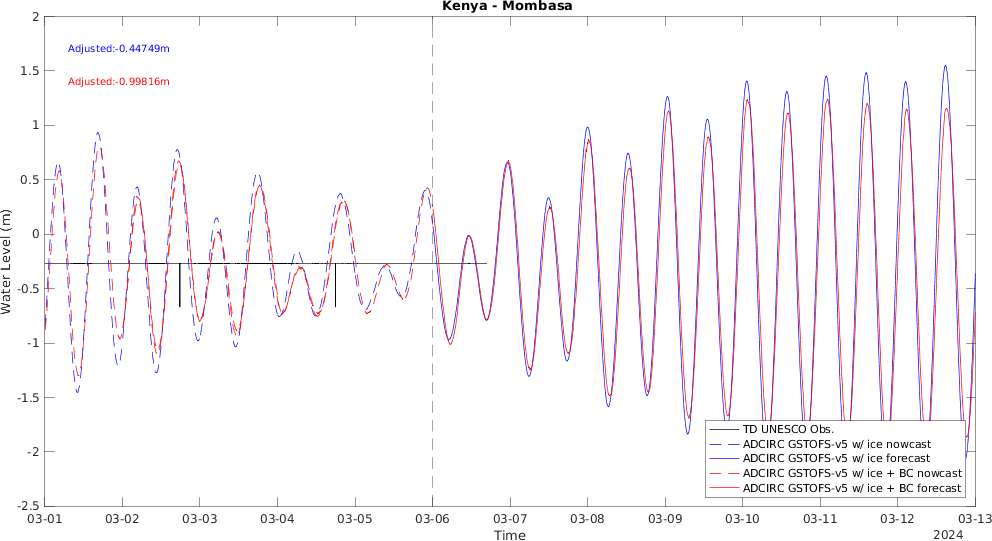 Kenya - Mombasa
Adjusted:-0.44749m
Adjusted:-0.99816m
Water Level (m)
2
1.5
1
0.5
0
-0.5
-1
-1.5
-2
-2.5
TD UNESCO Obs.
ADCIRC GSTOFS-v5 w/ ice nowcast
ADCIRC GSTOFS-v5 w/ ice forecast
ADCIRC GSTOFS-v5 w/ ice + BC nowcast
ADCIRC GSTOFS-v5 w/ ice + BC forecast
03-01 03-02 03-03 03-04 03-05 03-06 03-07 03-08 03-09 03-10 03-11 03-12 03-13
Time
2024